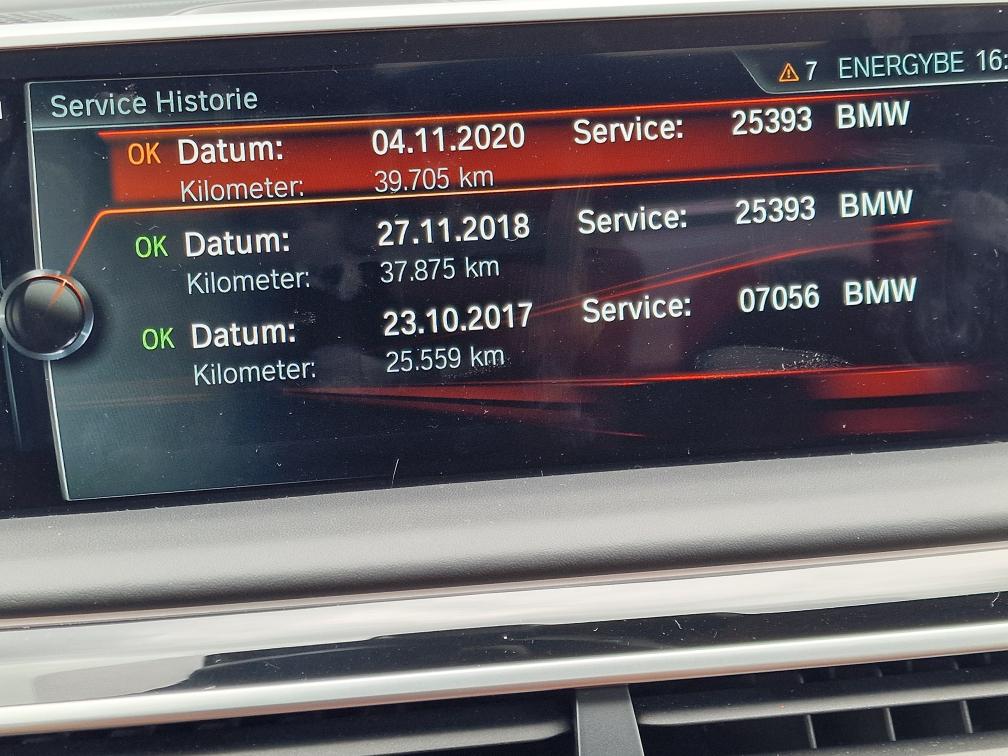 7 ENERGYBE 16:
Service Historie
OK Datum: 04.11.2020 Service: 25393 BMW
Kilometer: 39.705 km
OK Datum: 27.11.2018 Service: 25393 BMW
Kilometer: 37.875 km
OK Datum: 23.10.2017 Service: 07056 BMW
Kilometer: 25.559 km